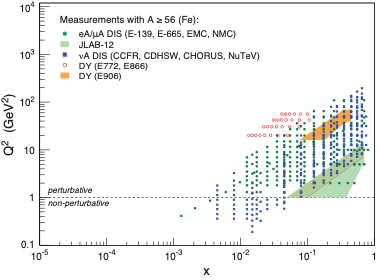 10⁴
Measurements with A ≥ 56 (Fe):
eA/μA DIS (E-139, E-665, EMC, NMC)
JLAB-12
νA DIS (CCFR, CDHSW, CHORUS, NuTeV)
DY (E772, E866)
DY (E906)
10³
10²
10
1
0.1
Q² (GeV²)
perturbative
non-perturbative
10⁻⁵
10⁻⁴
10⁻³
10⁻²
10⁻¹
1
x